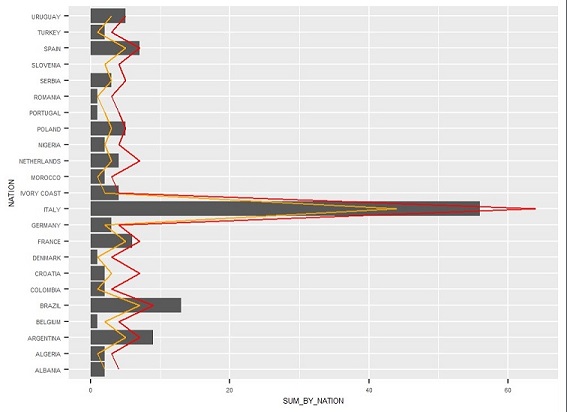 URUGUAY
TURKEY
SPAIN
SLOVENIA
SERBIA
ROMANIA
PORTUGAL
POLAND
NIGERIA
NETHERLANDS
MOROCCO
IVORY COAST
ITALY
GERMANY
FRANCE
DENMARK
CROATIA
COLOMBIA
BRAZIL
BELGIUM
ARGENTINA
ALGERIA
ALBANIA
NATION
0 20 40 60
SUM_BY_NATION